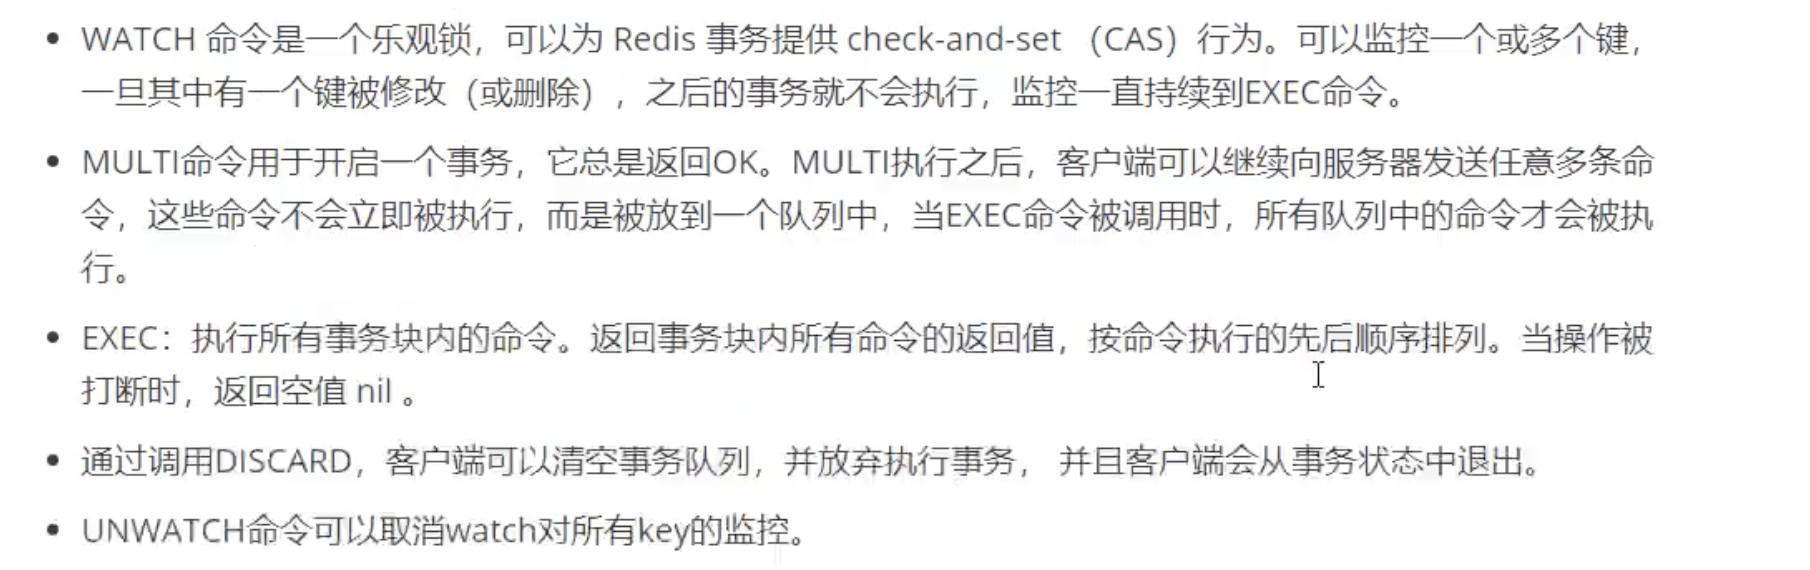 • WATCH 命令是一个乐观锁，可以为 Redis 事务提供 check-and-set （CAS）行为。可以监控一个或多个键，
一旦其中有一个键被修改（或删除），之后的事务就不会执行，监控一直持续到EXEC命令。
• MULTI命令用于开启一个事务，它总是返回OK。MULTI执行之后，客户端可以继续向服务器发送任意多条命
令，这些命令不会立即被执行，而是被放到一个队列中，当EXEC命令被调用时，所有队列中的命令才会被执
行。
• EXEC：执行所有事务块内的命令。返回事务块内所有命令的返回值，按命令执行的先后顺序排列。当操作被
打断时，返回空值 nil 。
• 通过调用DISCARD，客户端可以清空事务队列，并放弃执行事务， 并且客户端会从事务状态中退出。
• UNWATCH命令可以取消watch对所有key的监控。